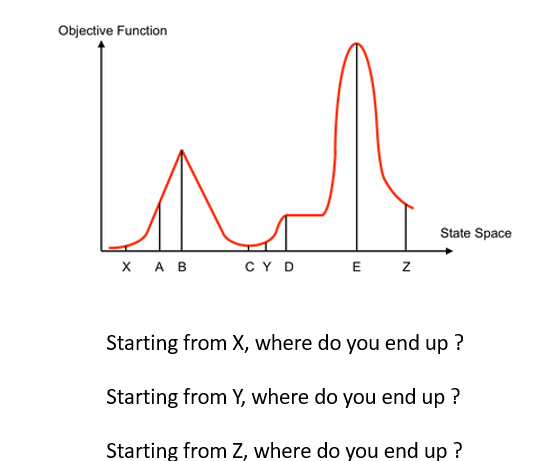 Objective Function
State Space
X A B C Y D E Z
Starting from X, where do you end up ?
Starting from Y, where do you end up ?
Starting from Z, where do you end up ?